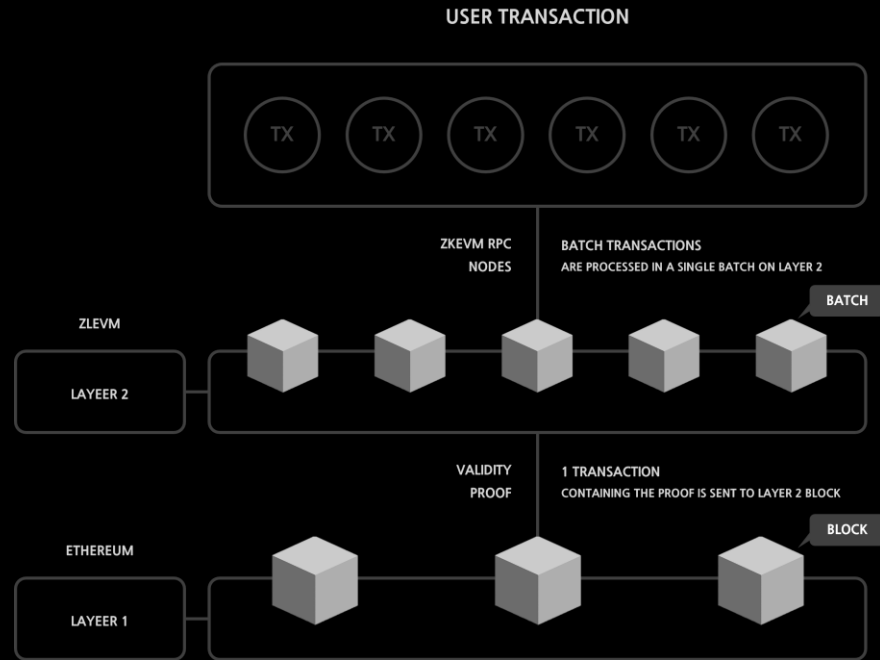 USER TRANSACTION
TX TX TX TX TX TX
ZKEVM RPC
NODES
BATCH TRANSACTIONS
ARE PROCESSED IN A SINGLE BATCH ON LAYER 2
BATCH
ZLEVM
LAYEER 2
VALIDITY
PROOF
1 TRANSACTION
CONTAINING THE PROOF IS SENT TO LAYER 2 BLOCK
BLOCK
ETHEREUM
LAYEER 1